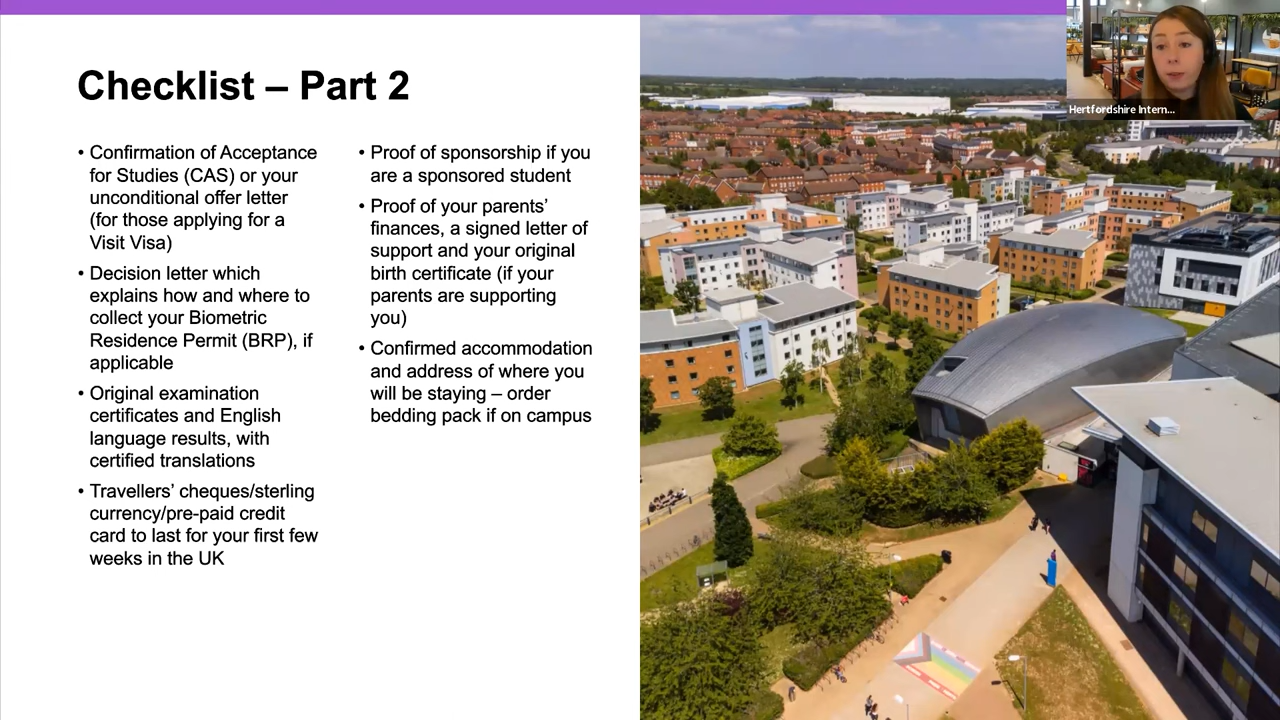 Checklist – Part 2
• Confirmation of Acceptance
for Studies (CAS) or your
unconditional offer letter
(for those applying for a
Visit Visa)
• Decision letter which
explains how and where to
collect your Biometric
Residence Permit (BRP), if
applicable
• Original examination
certificates and English
language results, with
certified translations
• Travellers’ cheques/sterling
currency/pre-paid credit
card to last for your first few
weeks in the UK
• Proof of sponsorship if you
are a sponsored student
• Proof of your parents’
finances, a signed letter of
support and your original
birth certificate (if your
parents are supporting
you)
• Confirmed accommodation
and address of where you
will be staying – order
bedding pack if on campus
Hertfordshire Intern...